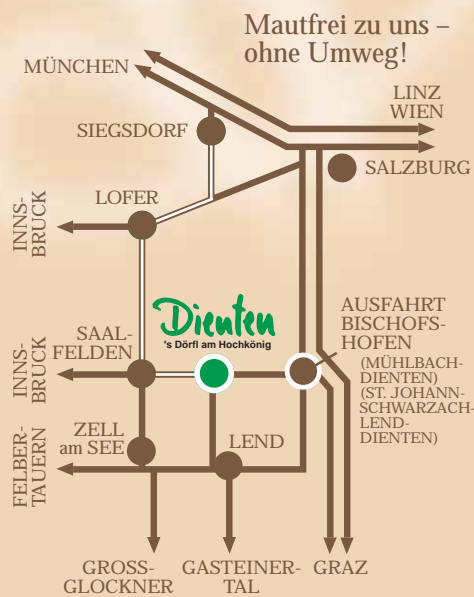 Mautfrei zu uns –
ohne Umweg!
MÜNCHEN
LINZ
WIEN
SIEGSDORF
SALZBURG
LOFER
INNS-
BRUCK
Dienten
's Dörfl am Hochkönig
AUSFAHRT
BISCHOFS-
HOFEN
(MÜHLBACH-
DIENTEN)
(ST. JOHANN-
SCHWARZACH-
LEND-
DIENTEN)
SAAL-
FELDEN
INNS-
BRUCK
ZELL
am SEE
LEND
FELBER-
TAUERN
GROSS-
GLOCKNER
GASTEINER-
TAL
GRAZ